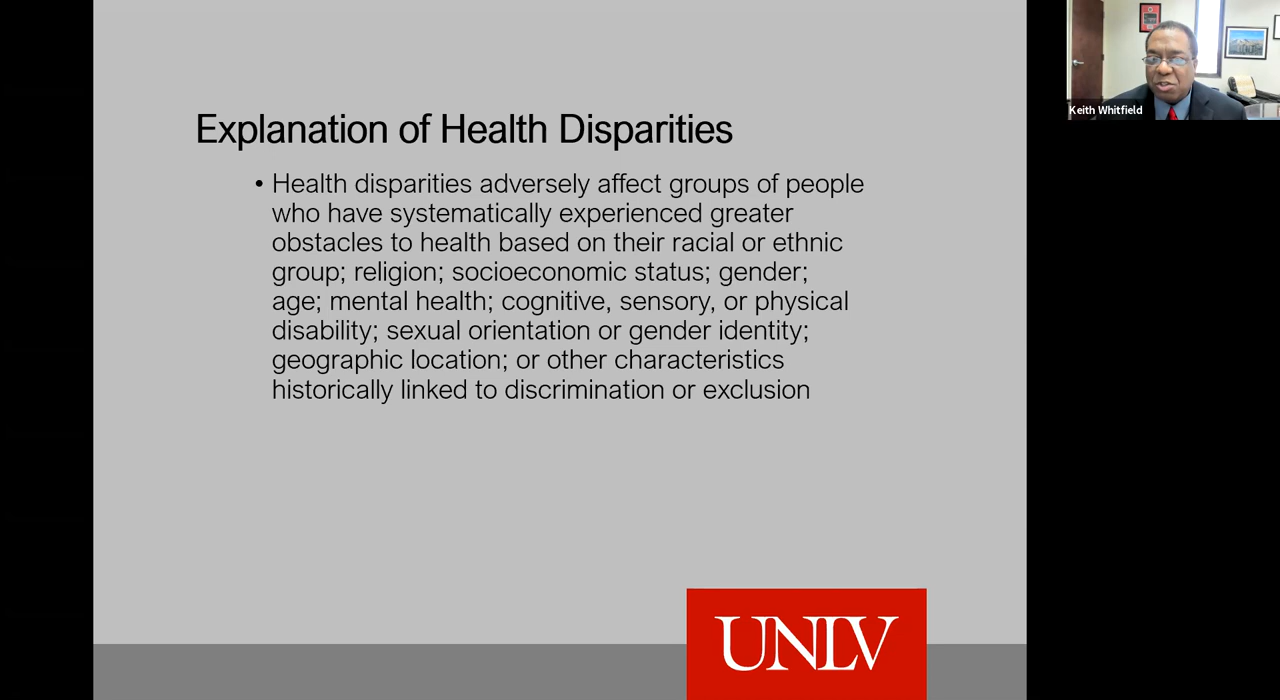 Explanation of Health Disparities
• Health disparities adversely affect groups of people
who have systematically experienced greater
obstacles to health based on their racial or ethnic
group; religion; socioeconomic status; gender;
age; mental health; cognitive, sensory, or physical
disability; sexual orientation or gender identity;
geographic location; or other characteristics
historically linked to discrimination or exclusion
UNLV
Keith Whitfield